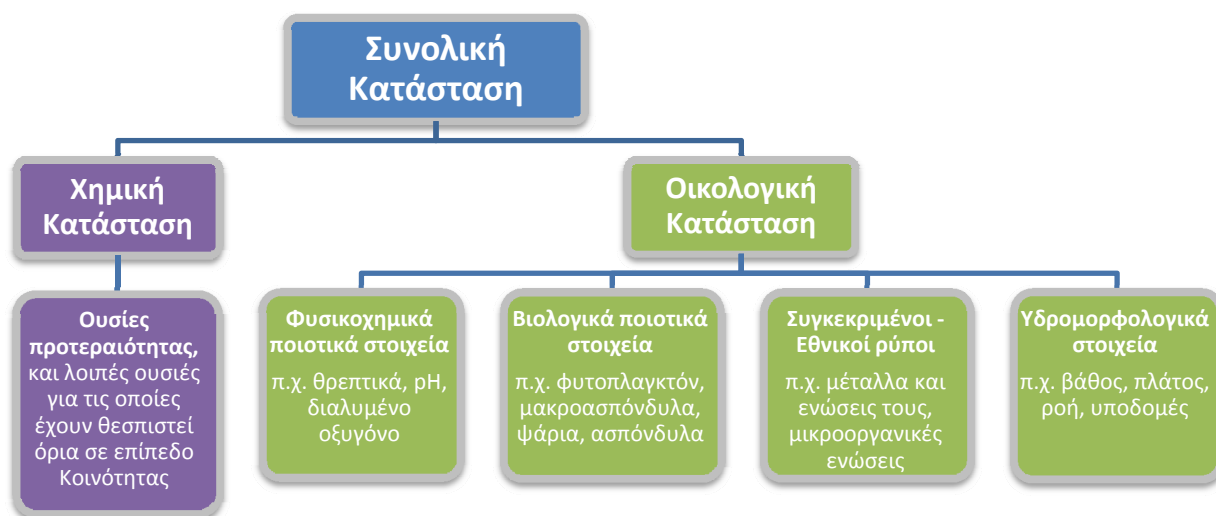 Συνολική
Κατάσταση
Χημική
Κατάσταση
Οικολογική
Κατάσταση
Ουσίες
προτεραιότητας,
και λοιπές ουσιές
για τις οποίες
έχουν θεσπιστεί
όρια σε επίπεδο
Κοινότητας
Φυσικοχημικά
ποιοτικά στοιχεία
π.χ. θρεπτικά, pH,
διαλυμένο
οξυγόνο
Βιολογικά ποιοτικά
στοιχεία
π.χ. φυτοπλαγκτόν,
μακροασπόνδυλα,
ψάρια, ασπόνδυλα
Συγκεκριμένοι -
Εθνικοί ρύποι
π.χ. μέταλλα και
ενώσεις τους,
μικροοργανικές
ενώσεις
Υδρομορφολογικά
στοιχεία
π.χ. βάθος, πλάτος,
ροή, υποδομές